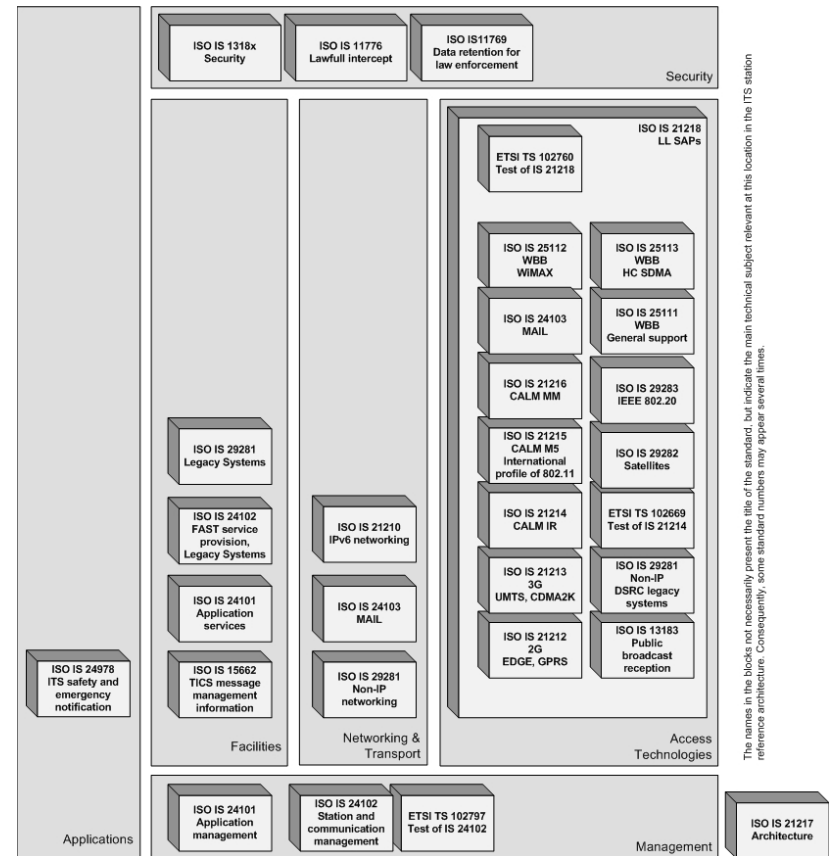 ISO IS 1318x
Security
ISO IS 11776
Lawfull intercept
ISO IS11769
Data retention for
law enforcement
Security
ISO IS 21218
LL SAPs
ETSI TS 102760
Test of IS 21218
ISO IS 25112
WBB
WiMAX
ISO IS 25113
WBB
HC SDMA
ISO IS 24103
MAIL
ISO IS 25111
WBB
General support
ISO IS 21216
CALM MM
ISO IS 29283
IEEE 802.20
ISO IS 21215
CALM M5
International
profile of 802.11
ISO IS 29282
Satellites
ISO IS 21214
CALM IR
ETSI TS 102669
Test of IS 21214
ISO IS 21213
3G
UMTS, CDMA2K
ISO IS 29281
Non-IP
DSRC legacy
systems
ISO IS 21212
2G
EDGE, GPRS
ISO IS 13183
Public
broadcast
reception
Access
Technologies
ISO IS 29281
Legacy Systems
ISO IS 24102
FAST service
provision,
Legacy Systems
ISO IS 24101
Application
services
ISO IS 15662
TICS message
management
information
Facilities
ISO IS 21210
IPv6 networking
ISO IS 24103
MAIL
ISO IS 29281
Non-IP
networking
Networking &
Transport
ISO IS 24978
ITS safety and
emergency
notification
Applications
ISO IS 24101
Application
management
ISO IS 24102
Station and
communication
management
ETSI TS 102797
Test of IS 24102
Management
ISO IS 21217
Architecture
The names in the blocks not necessarily present the title of the standard, but indicate the main technical subject relevant at this location in the ITS station
reference architecture. Consequently, some standard numbers may appear several times.